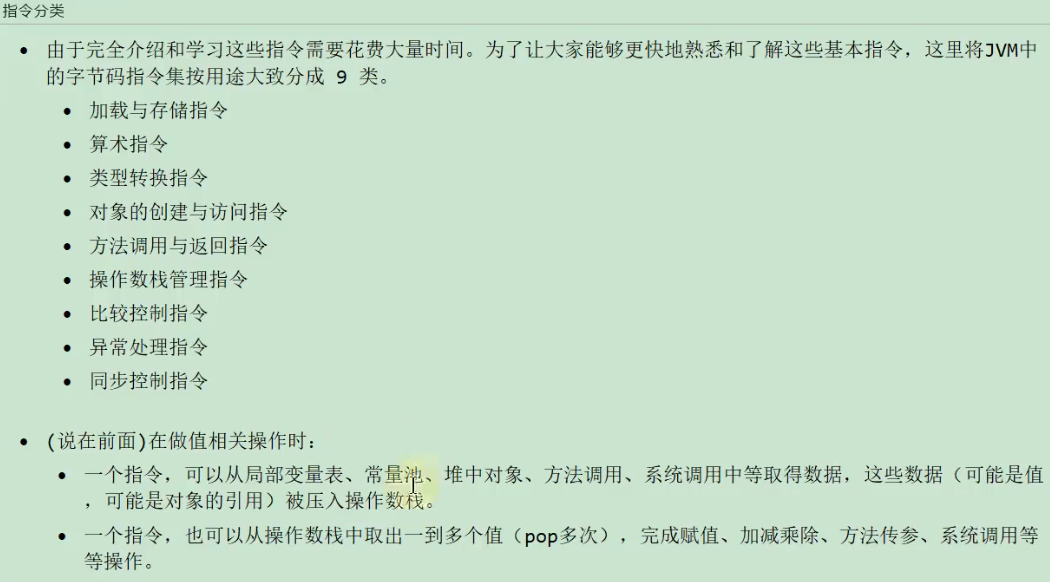 指令分类
• 由于完全介绍和学习这些指令需要花费大量时间。为了让大家能够更快地熟悉和了解这些基本指令，这里将JVM中
的字节码指令集按用途大致分成 9 类。
• 加载与存储指令
• 算术指令
• 类型转换指令
• 对象的创建与访问指令
• 方法调用与返回指令
• 操作数栈管理指令
• 比较控制指令
• 异常处理指令
• 同步控制指令
• (说在前面)在做值相关操作时：
• 一个指令，可以从局部变量表、常量池、堆中对象、方法调用、系统调用中等取得数据，这些数据（可能是值
，可能是对象的引用）被压入操作数栈。
• 一个指令，也可以从操作数栈中取出一到多个值（pop多次），完成赋值、加减乘除、方法传参、系统调用等
等操作。